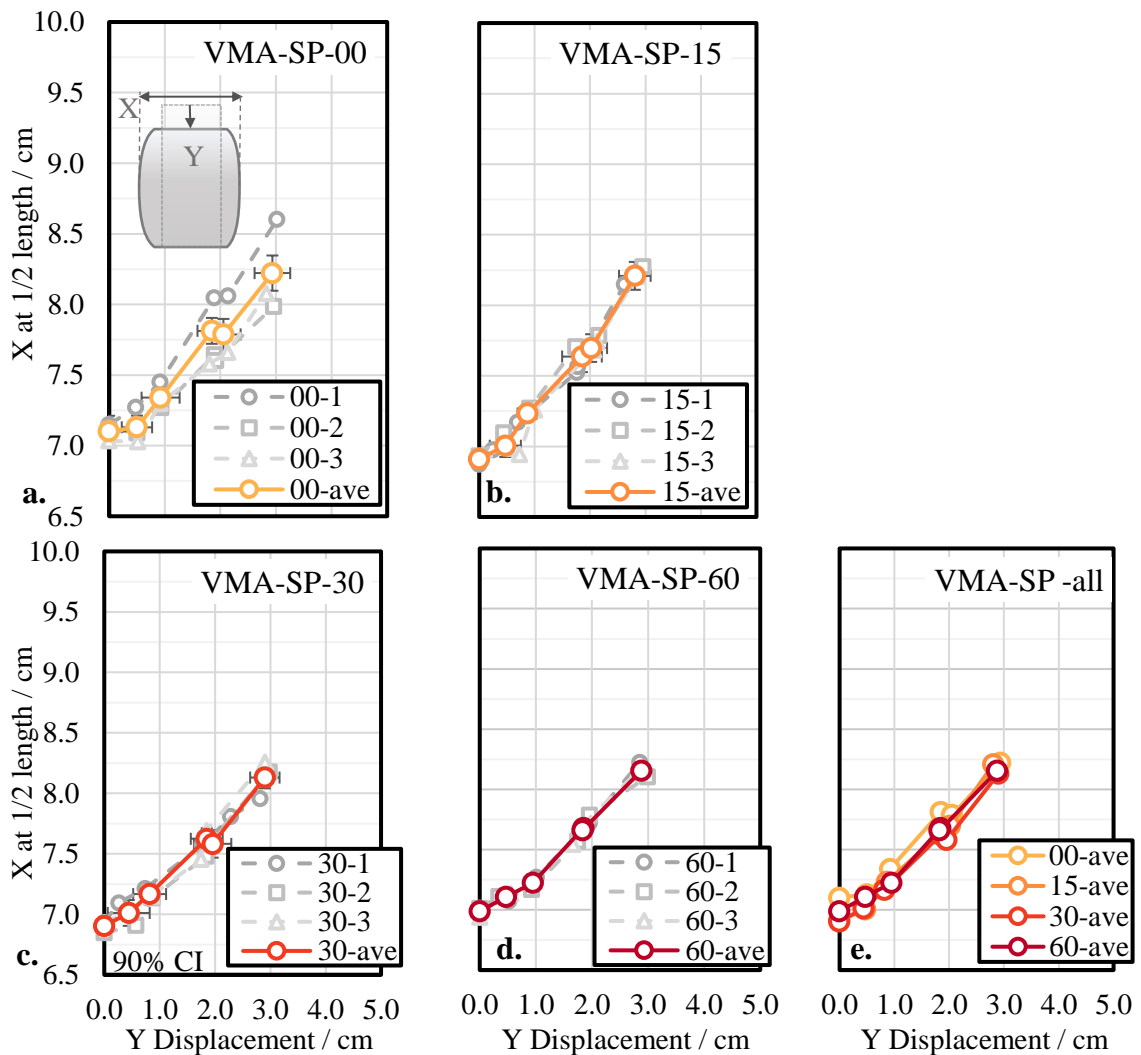 VMA-SP-00
X
Y
00-1
00-2
00-3
00-ave
a.
10.0
9.5
9.0
8.5
8.0
7.5
7.0
6.5
X at 1/2 length / cm
VMA-SP-15
15-1
15-2
15-3
15-ave
b.
VMA-SP-30
30-1
30-2
30-3
30-ave
c.
90% CI
10.0
9.5
9.0
8.5
8.0
7.5
7.0
6.5
X at 1/2 length / cm
0.0 1.0 2.0 3.0 4.0 5.0
Y Displacement / cm
VMA-SP-60
60-1
60-2
60-3
60-ave
d.
0.0 1.0 2.0 3.0 4.0 5.0
Y Displacement / cm
VMA-SP -all
00-ave
15-ave
30-ave
60-ave
e.
0.0 1.0 2.0 3.0 4.0 5.0
Y Displacement / cm